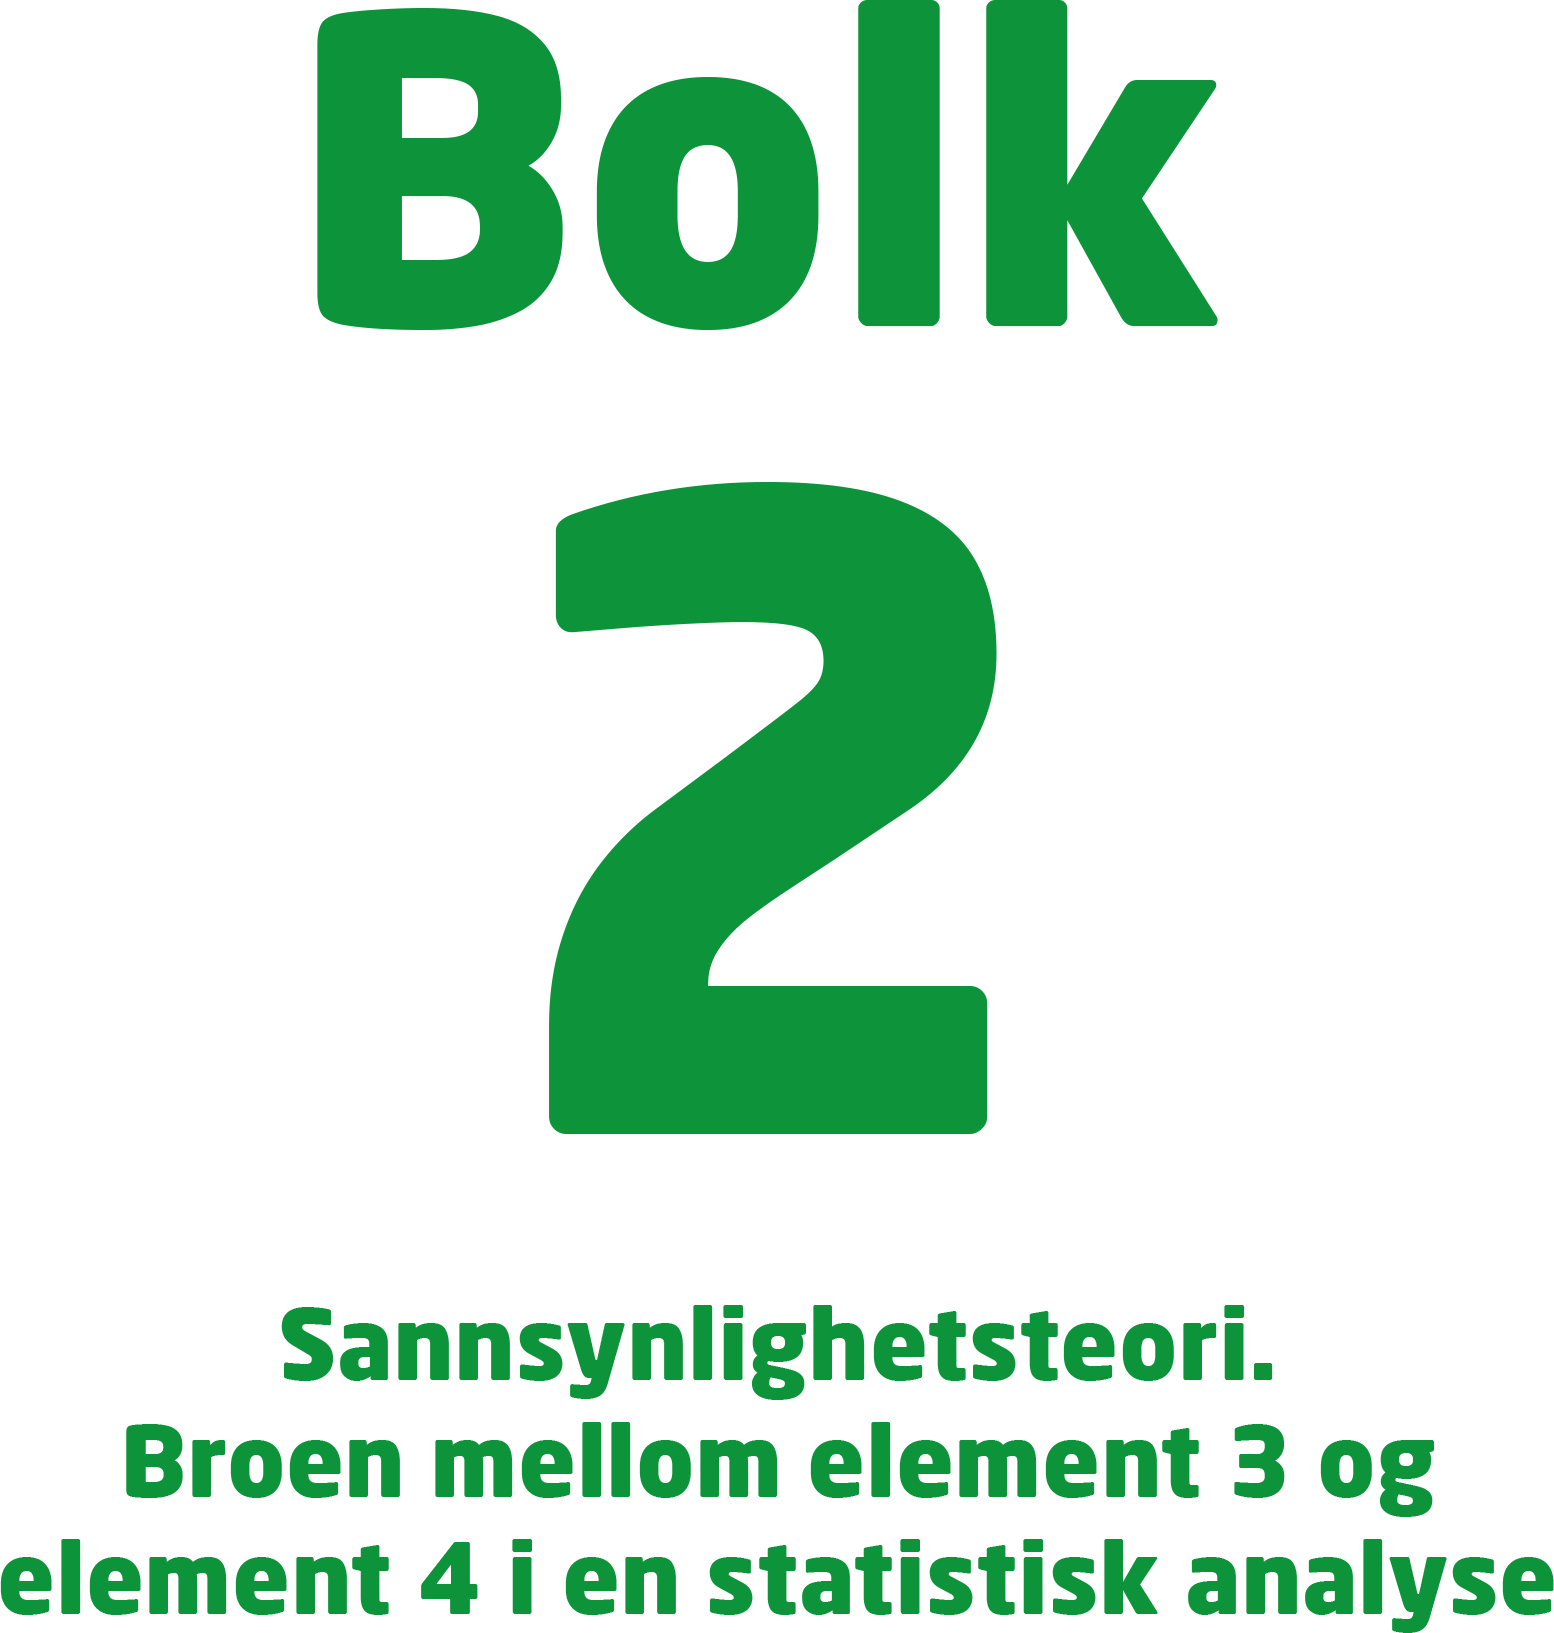 Bolk
2
Sannsynlighetsteori.
Broen mellom element 3 og
element 4 i en statistisk analyse